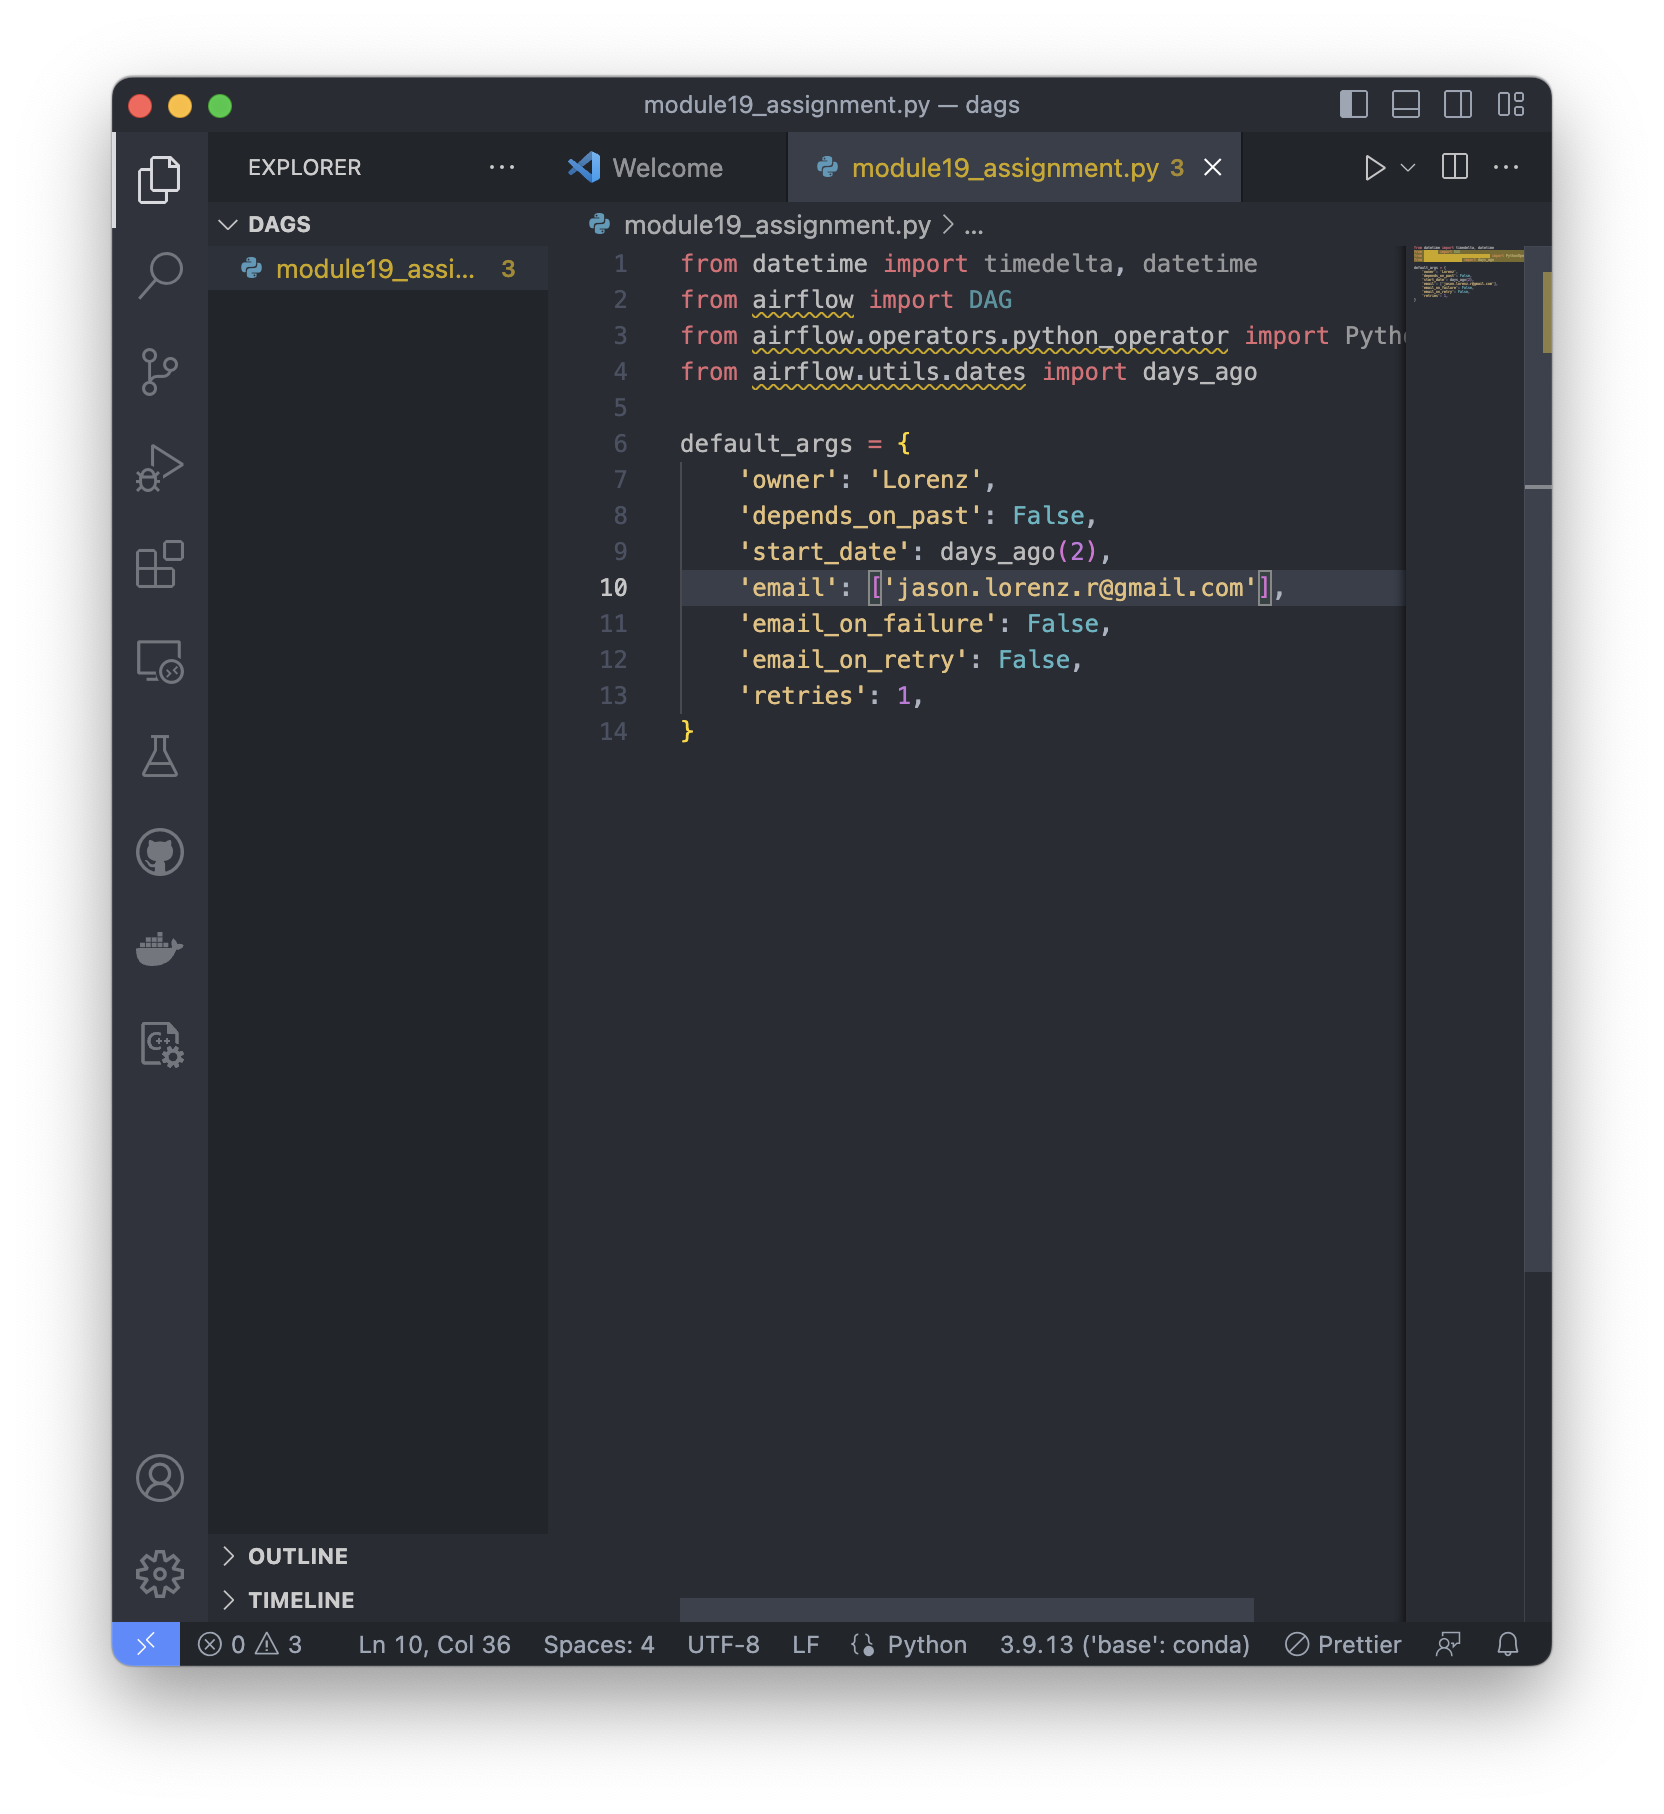 module19_assignment.py — dags
EXPLORER
Welcome
module19_assignment.py 3
DAGS
module19_assi... 3
module19_assignment.py > ...
1 from datetime import timedelta, datetime
2 from airflow import DAG
3 from airflow.operators.python_operator import Pyth
4 from airflow.utils.dates import days_ago
5
6 default_args = {
7 'owner': 'Lorenz',
8 'depends_on_past': False,
9 'start_date': days_ago(2),
10 'email': ['jason.lorenz.r@gmail.com'],
11 'email_on_failure': False,
12 'email_on_retry': False,
13 'retries': 1,
14 }
OUTLINE
TIMELINE
0 3 Ln 10, Col 36 Spaces: 4 UTF-8 LF Python 3.9.13 ('base': conda) Prettier